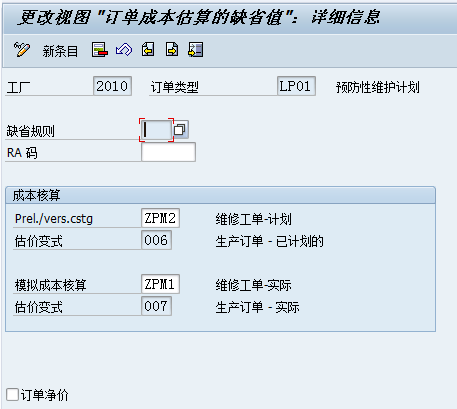 更改视图 "订单成本估算的缺省值": 详细信息
新条目
工厂 2010 订单类型 LP01 预防性维护计划
缺省规则
RA 码
成本核算
Prel./vers.cstg ZPM2 维修工单-计划
估价变式 006 生产订单 - 已计划的
模拟成本核算 ZPM1 维修工单-实际
估价变式 007 生产订单 - 实际
订单净价